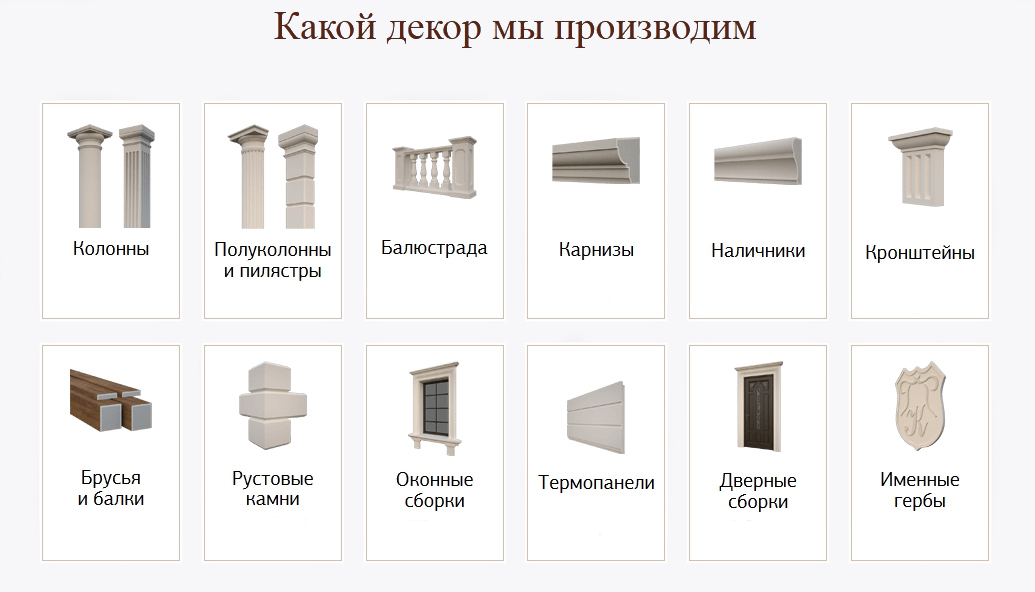 Какой декор мы производим
Колонны
Полуколонны
и пилястры
Балюстрада
Карнизы
Наличники
Кронштейны
Брусья
и балки
Рустовые
камни
Оконные
сборки
Термопанели
Дверные
сборки
Именные
гербы